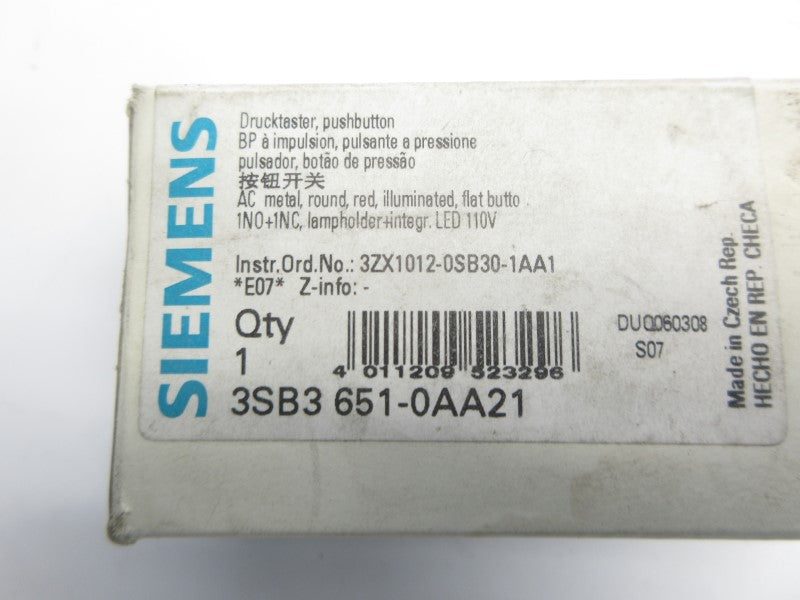 SIEMENS
Drucktaster, pushbutton
BP à impulsion, pulsante a pressione
pulsador, botão de pressão
按钮开关
AC metal, round, red, illuminated, flat butto
1NO+1NC, lampholder+integr. LED 110V
Instr.Ord.No.: 3ZX1012-0SB30-1AA1
*E07* Z-info: -
Qty
1
4 011209 523296
3SB3 651-0AA21
DUQ060308
S07
Made in Czech Rep.
HECHO EN REP. CHECA